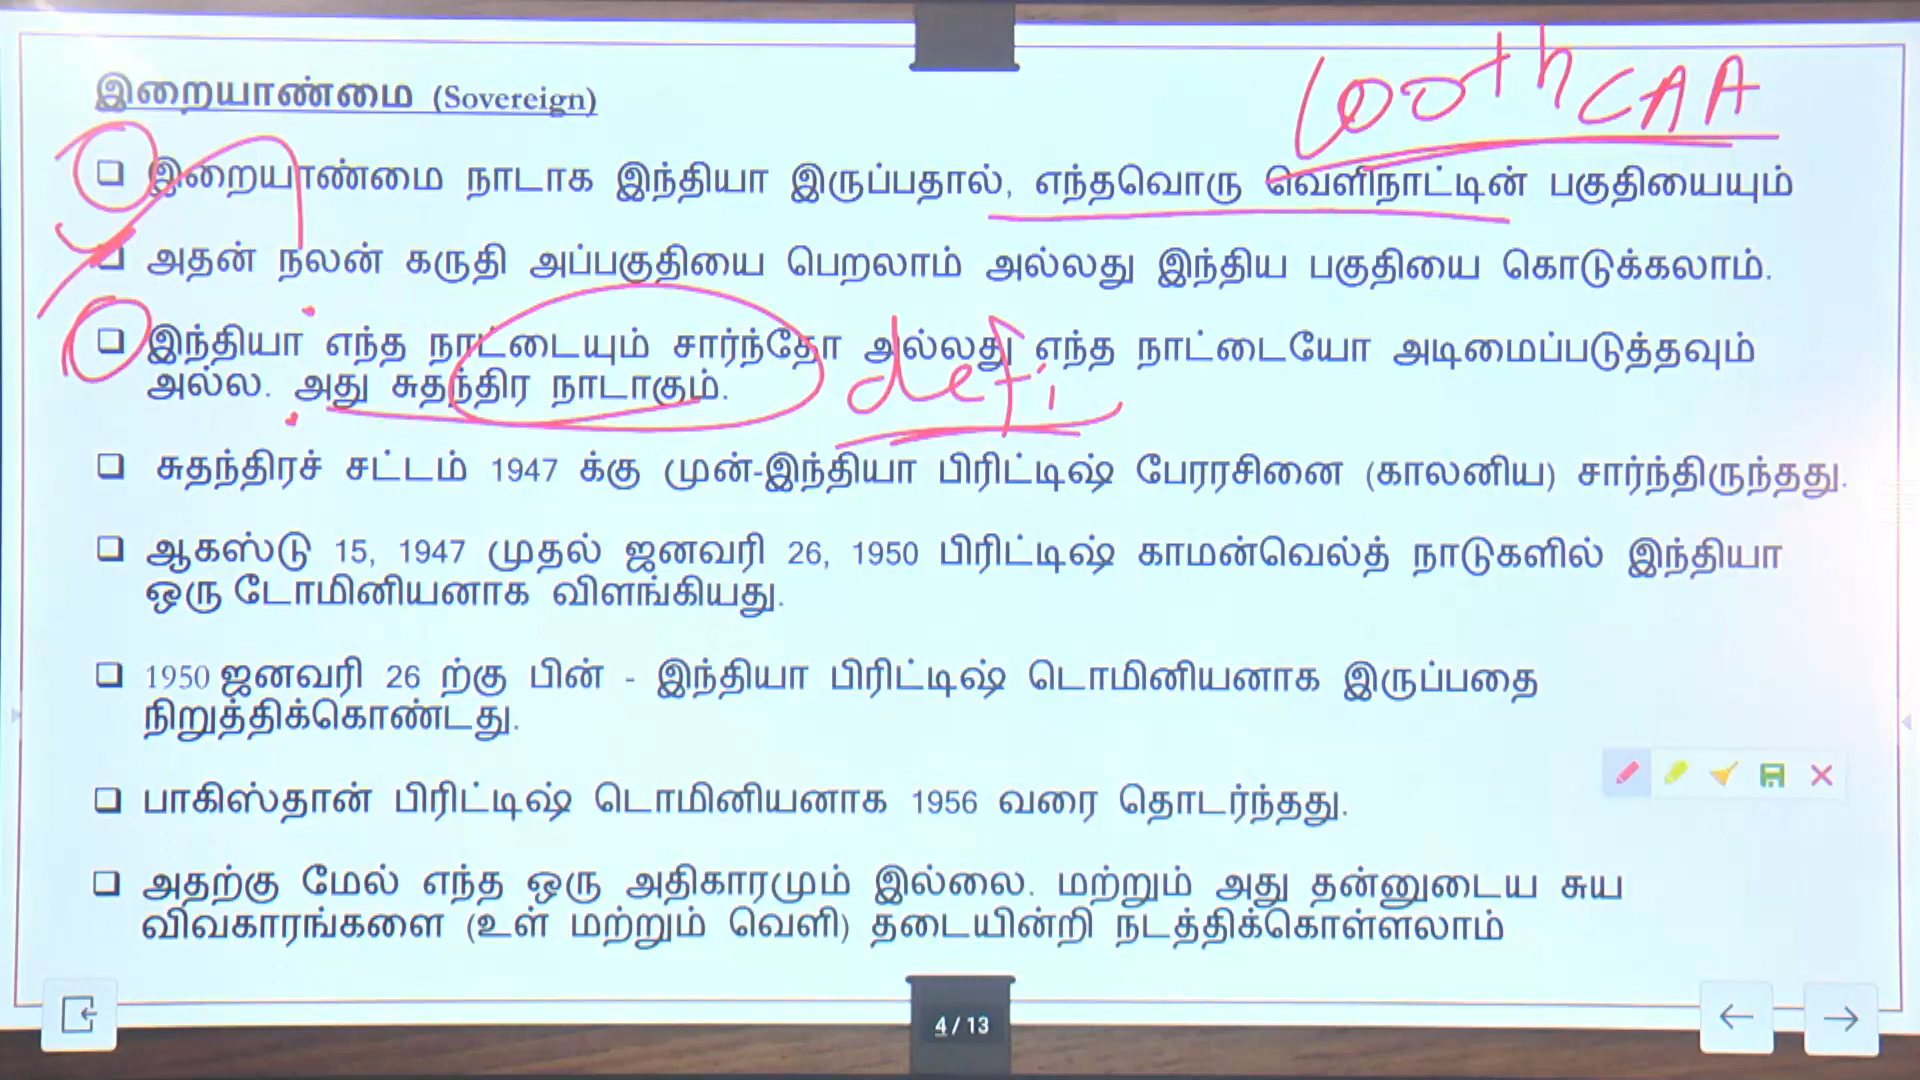 இறையாண்மை (Sovereign)
100th CAA
❑ இறையாண்மை நாடாக இந்தியா இருப்பதால், எந்தவொரு வெளிநாட்டின் பகுதியையும்
❑ அதன் நலன் கருதி அப்பகுதியை பெறலாம் அல்லது இந்திய பகுதியை கொடுக்கலாம்.
❑ இந்தியா எந்த நாட்டையும் சார்ந்தோ அல்லது எந்த நாட்டையோ அடிமைப்படுத்தவும்
அல்ல. அது சுதந்திர நாடாகும்.
defi
❑ சுதந்திரச் சட்டம் 1947 க்கு முன்-இந்தியா பிரிட்டிஷ் பேரரசினை (காலனிய) சார்ந்திருந்தது.
❑ ஆகஸ்டு 15, 1947 முதல் ஜனவரி 26, 1950 பிரிட்டிஷ் காமன்வெல்த் நாடுகளில் இந்தியா
ஒரு டோமினியனாக விளங்கியது.
❑ 1950 ஜனவரி 26 ற்கு பின் - இந்தியா பிரிட்டிஷ் டொமினியனாக இருப்பதை
நிறுத்திக்கொண்டது.
❑ பாகிஸ்தான் பிரிட்டிஷ் டொமினியனாக 1956 வரை தொடர்ந்தது.
❑ அதற்கு மேல் எந்த ஒரு அதிகாரமும் இல்லை. மற்றும் அது தன்னுடைய சுய
விவகாரங்களை (உள் மற்றும் வெளி) தடையின்றி நடத்திக்கொள்ளலாம்
4 / 13